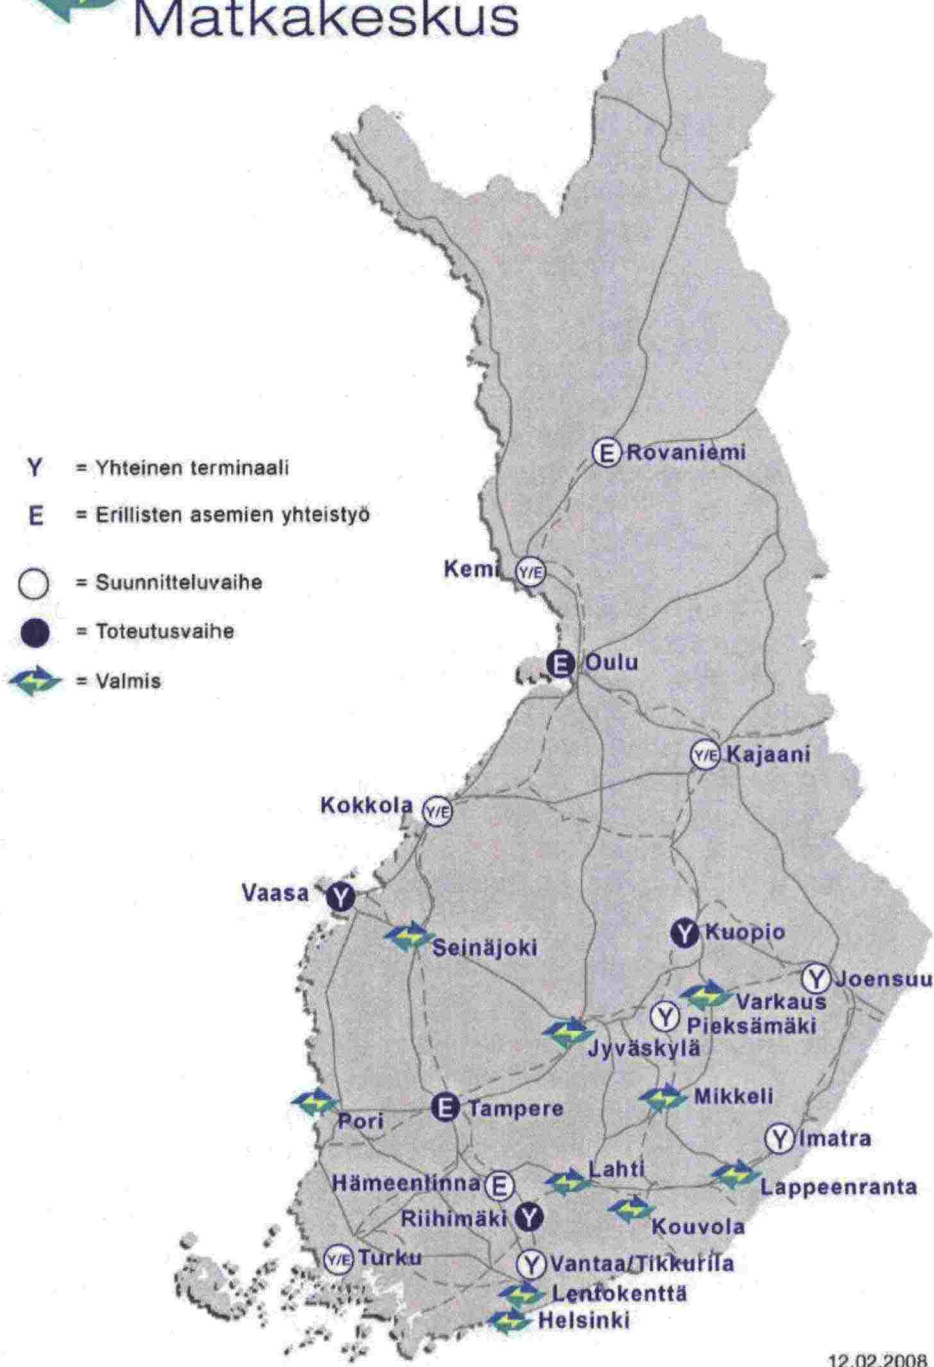 Matkakeskus
Y = Yhteinen terminaali
E = Erillisten asemien yhteistyö
= Suunnitteluvaihe
= Toteutusvaihe
= Valmis
E Rovaniemi
Kemi Y/E
E Oulu
Y/E Kajaani
Kokkola Y/E
Vaasa Y
Seinäjoki
Y Kuopio
Y Joensuu
Varkaus
Y Pieksämäki
Jyväskylä
Mikkeli
Pori
E Tampere
Y Imatra
Lahti
Lappeenranta
Hämeenlinna E
Kouvola
Riihimäki Y
Y/E Turku
Y Vantaa/Tikkurila
Lentokenttä
Helsinki
12.02.2008